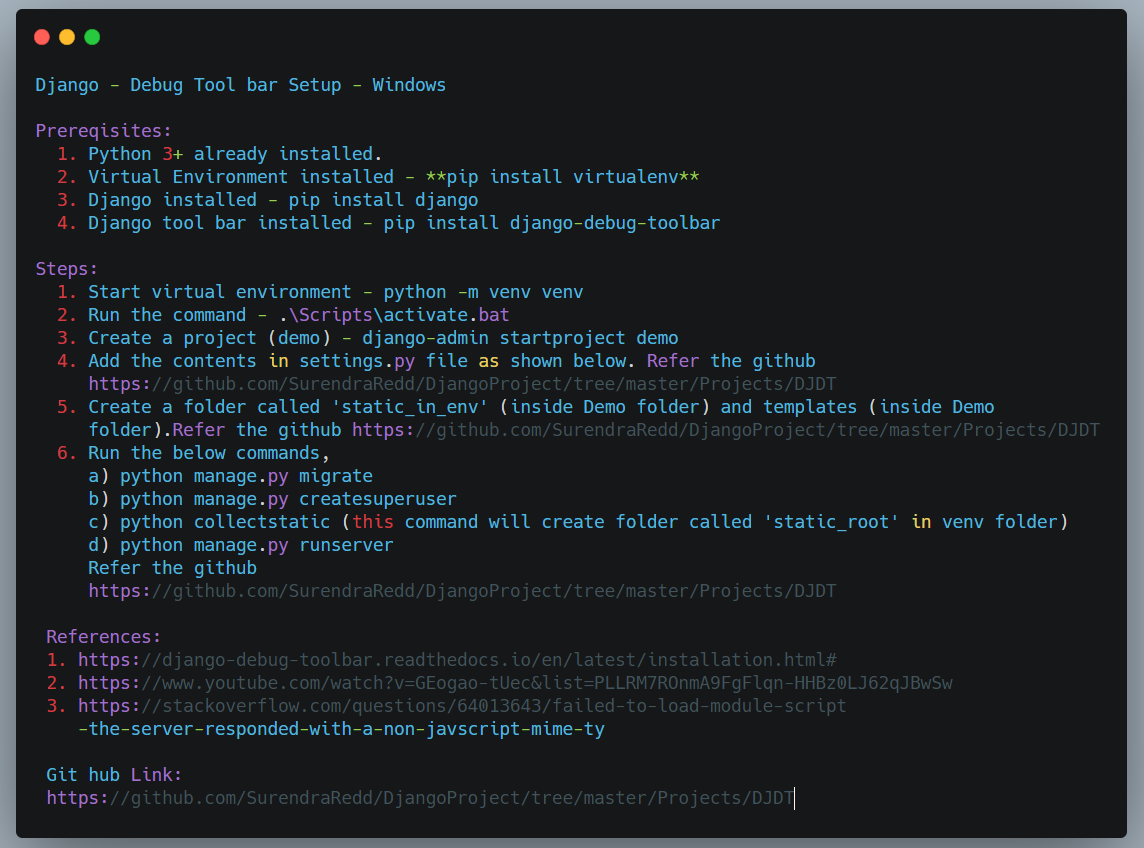 Django - Debug Tool bar Setup - Windows
Prereqisites:
1. Python 3+ already installed.
2. Virtual Environment installed - **pip install virtualenv**
3. Django installed - pip install django
4. Django tool bar installed - pip install django-debug-toolbar
Steps:
1. Start virtual environment - python -m venv venv
2. Run the command - .\Scripts\activate.bat
3. Create a project (demo) - django-admin startproject demo
4. Add the contents in settings.py file as shown below. Refer the github
https://github.com/SurendraRedd/DjangoProject/tree/master/Projects/DJDT
5. Create a folder called 'static_in_env' (inside Demo folder) and templates (inside Demo
folder).Refer the github https://github.com/SurendraRedd/DjangoProject/tree/master/Projects/DJDT
6. Run the below commands,
a) python manage.py migrate
b) python manage.py createsuperuser
c) python collectstatic (this command will create folder called 'static_root' in venv folder)
d) python manage.py runserver
Refer the github
https://github.com/SurendraRedd/DjangoProject/tree/master/Projects/DJDT
References:
1. https://django-debug-toolbar.readthedocs.io/en/latest/installation.html#
2. https://www.youtube.com/watch?v=GEogao-tUec&list=PLLRM7ROnmA9FgFlqn-HHBz0LJ62qJBwSw
3. https://stackoverflow.com/questions/64013643/failed-to-load-module-script
-the-server-responded-with-a-non-javscript-mime-ty
Git hub Link:
https://github.com/SurendraRedd/DjangoProject/tree/master/Projects/DJDT